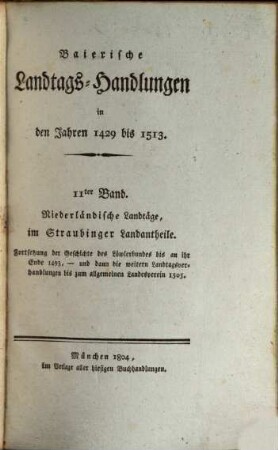 Baierische
Landtags-Handlungen
in
den Jahren 1429 bis 1513.
11ter Band.
Niederländische Landtäge,
im Straubinger Landantheile.
Fortsetzung der Geschichte des Löwlerbundes bis an ihr
Ende 1493, — und dann die weitern Landtagsver-
handlungen bis zum allgemeinen Landesverein 1505.
München 1804,
im Verlage aller hiesigen Buchhandlungen.